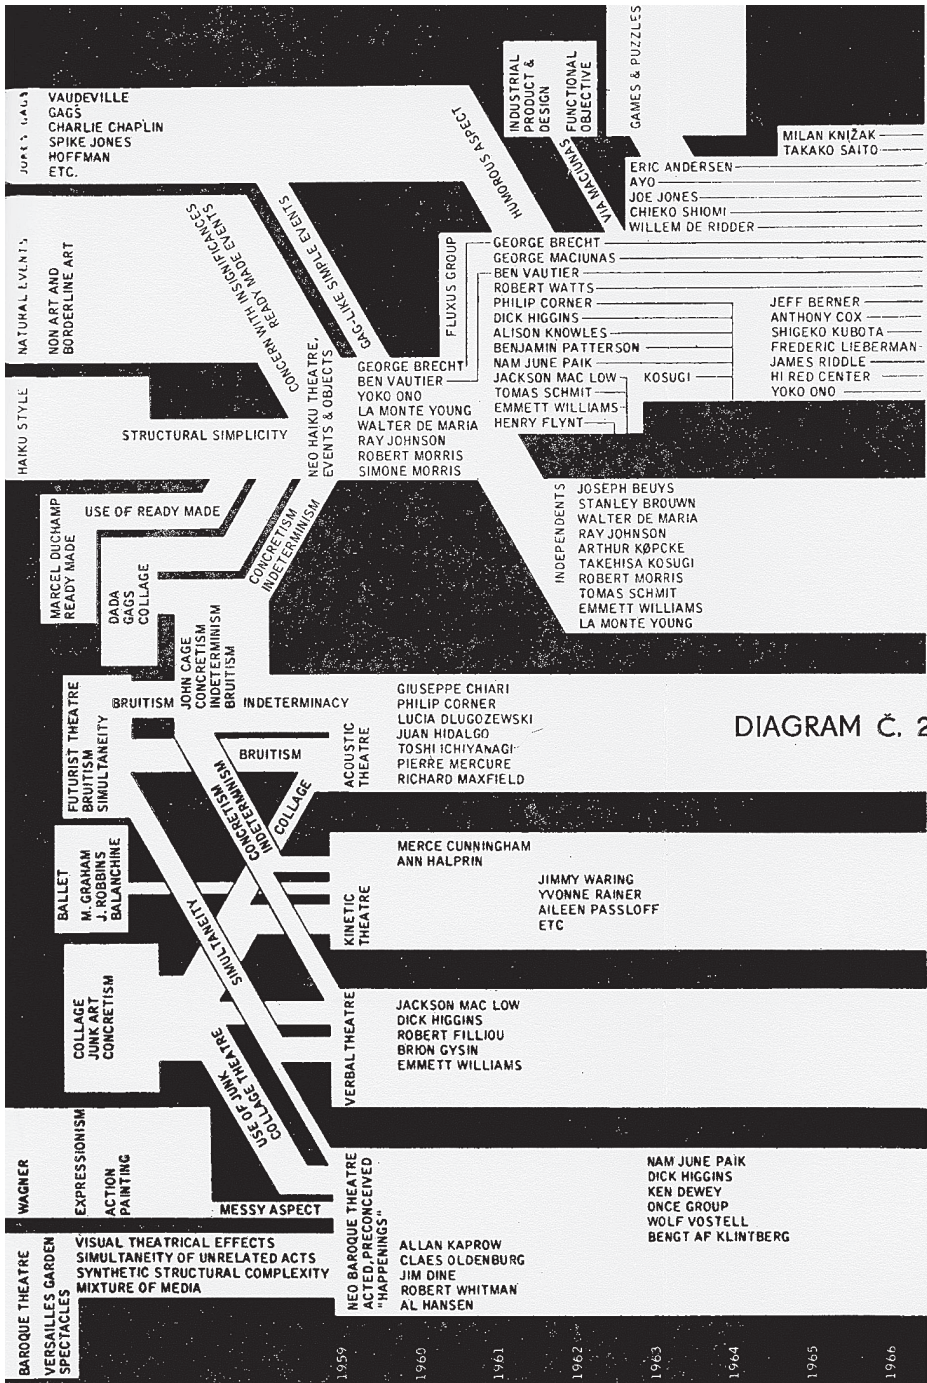 GAMES & PUZZLES
INDUSTRIAL
PRODUCT &
DESIGN
FUNCTIONAL
OBJECTIVE
VAUDEVILLE
GAGS
CHARLIE CHAPLIN
SPIKE JONES
HOFFMAN
ETC.
HUMOROUS ASPECT
VIA MACIUNAS
MILAN KNIŽAK
TAKAKO SAITO
ERIC ANDERSEN
AYO
JOE JONES
CHIEKO SHIOMI
WILLEM DE RIDDER
NATURAL EVENTS
NON ART AND
BORDERLINE ART
CONCERN WITH INSIGNIFICANCES
READY MADE EVENTS
GAG-LIKE SIMPLE EVENTS
FLUXUS GROUP
GEORGE BRECHT
GEORGE MACIUNAS
BEN VAUTIER
ROBERT WATTS
PHILIP CORNER
DICK HIGGINS
ALISON KNOWLES
BENJAMIN PATTERSON
NAM JUNE PAIK
JACKSON MAC LOW
TOMAS SCHMIT
EMMETT WILLIAMS
HENRY FLYNT
KOSUGI
JEFF BERNER
ANTHONY COX
SHIGEKO KUBOTA
FREDERIC LIEBERMAN
JAMES RIDDLE
HI RED CENTER
YOKO ONO
HAIKU STYLE
STRUCTURAL SIMPLICITY
NEO HAIKU THEATRE,
EVENTS & OBJECTS
GEORGE BRECHT
BEN VAUTIER
YOKO ONO
LA MONTE YOUNG
WALTER DE MARIA
RAY JOHNSON
ROBERT MORRIS
SIMONE MORRIS
MARCEL DUCHAMP
READY MADE
USE OF READY MADE
DADA
GAGS
COLLAGE
CONCRETISM
INDETERMINISM
INDEPENDENTS
JOSEPH BEUYS
STANLEY BROUWN
WALTER DE MARIA
RAY JOHNSON
ARTHUR KØPCKE
TAKEHISA KOSUGI
ROBERT MORRIS
TOMAS SCHMIT
EMMETT WILLIAMS
LA MONTE YOUNG
JOHN CAGE
CONCRETISM
INDETERMINISM
BRUITISM
FUTURIST THEATRE
BRUITISM
SIMULTANEITY
BRUITISM
INDETERMINACY
BRUITISM
ACOUSTIC
THEATRE
GIUSEPPE CHIARI
PHILIP CORNER
LUCIA DLUGOZEWSKI
JUAN HIDALGO
TOSHI ICHIYANAGI
PIERRE MERCURE
RICHARD MAXFIELD
DIAGRAM Č. 2
CONCRETISM
INDETERMINISM
COLLAGE
BALLET
M. GRAHAM
J. ROBBINS
BALANCHINE
KINETIC
THEATRE
MERCE CUNNINGHAM
ANN HALPRIN
JIMMY WARING
YVONNE RAINER
AILEEN PASSLOFF
ETC
SIMULTANEITY
COLLAGE
JUNK ART
CONCRETISM
USE OF JUNK
COLLAGE THEATRE
VERBAL THEATRE
JACKSON MAC LOW
DICK HIGGINS
ROBERT FILLIOU
BRION GYSIN
EMMETT WILLIAMS
WAGNER
EXPRESSIONISM
ACTION
PAINTING
MESSY ASPECT
BAROQUE THEATRE
VERSAILLES GARDEN
SPECTACLES
VISUAL THEATRICAL EFFECTS
SIMULTANEITY OF UNRELATED ACTS
SYNTHETIC STRUCTURAL COMPLEXITY
MIXTURE OF MEDIA
NEO BAROQUE THEATRE
ACTED, PRECONCEIVED
"HAPPENINGS"
ALLAN KAPROW
CLAES OLDENBURG
JIM DINE
ROBERT WHITMAN
AL HANSEN
NAM JUNE PAIK
DICK HIGGINS
KEN DEWEY
ONCE GROUP
WOLF VOSTELL
BENGT AF KLINTBERG
1959
1960
1961
1962
1963
1964
1965
1966